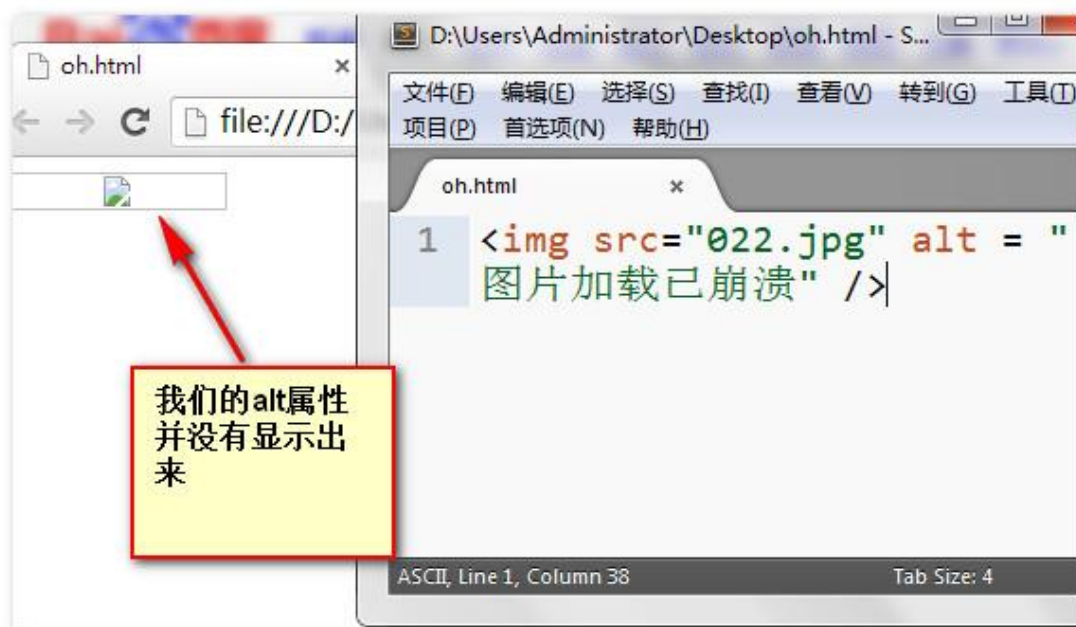 oh.html
file:///D:/
我们的alt属性
并没有显示出
来
D:\Users\Administrator\Desktop\oh.html - S...
文件(F) 编辑(E) 选择(S) 查找(I) 查看(V) 转到(G) 工具(T)
项目(P) 首选项(N) 帮助(H)
oh.html
1 <img src="022.jpg" alt = "
图片加载已崩溃" />
ASCII, Line 1, Column 38 Tab Size: 4